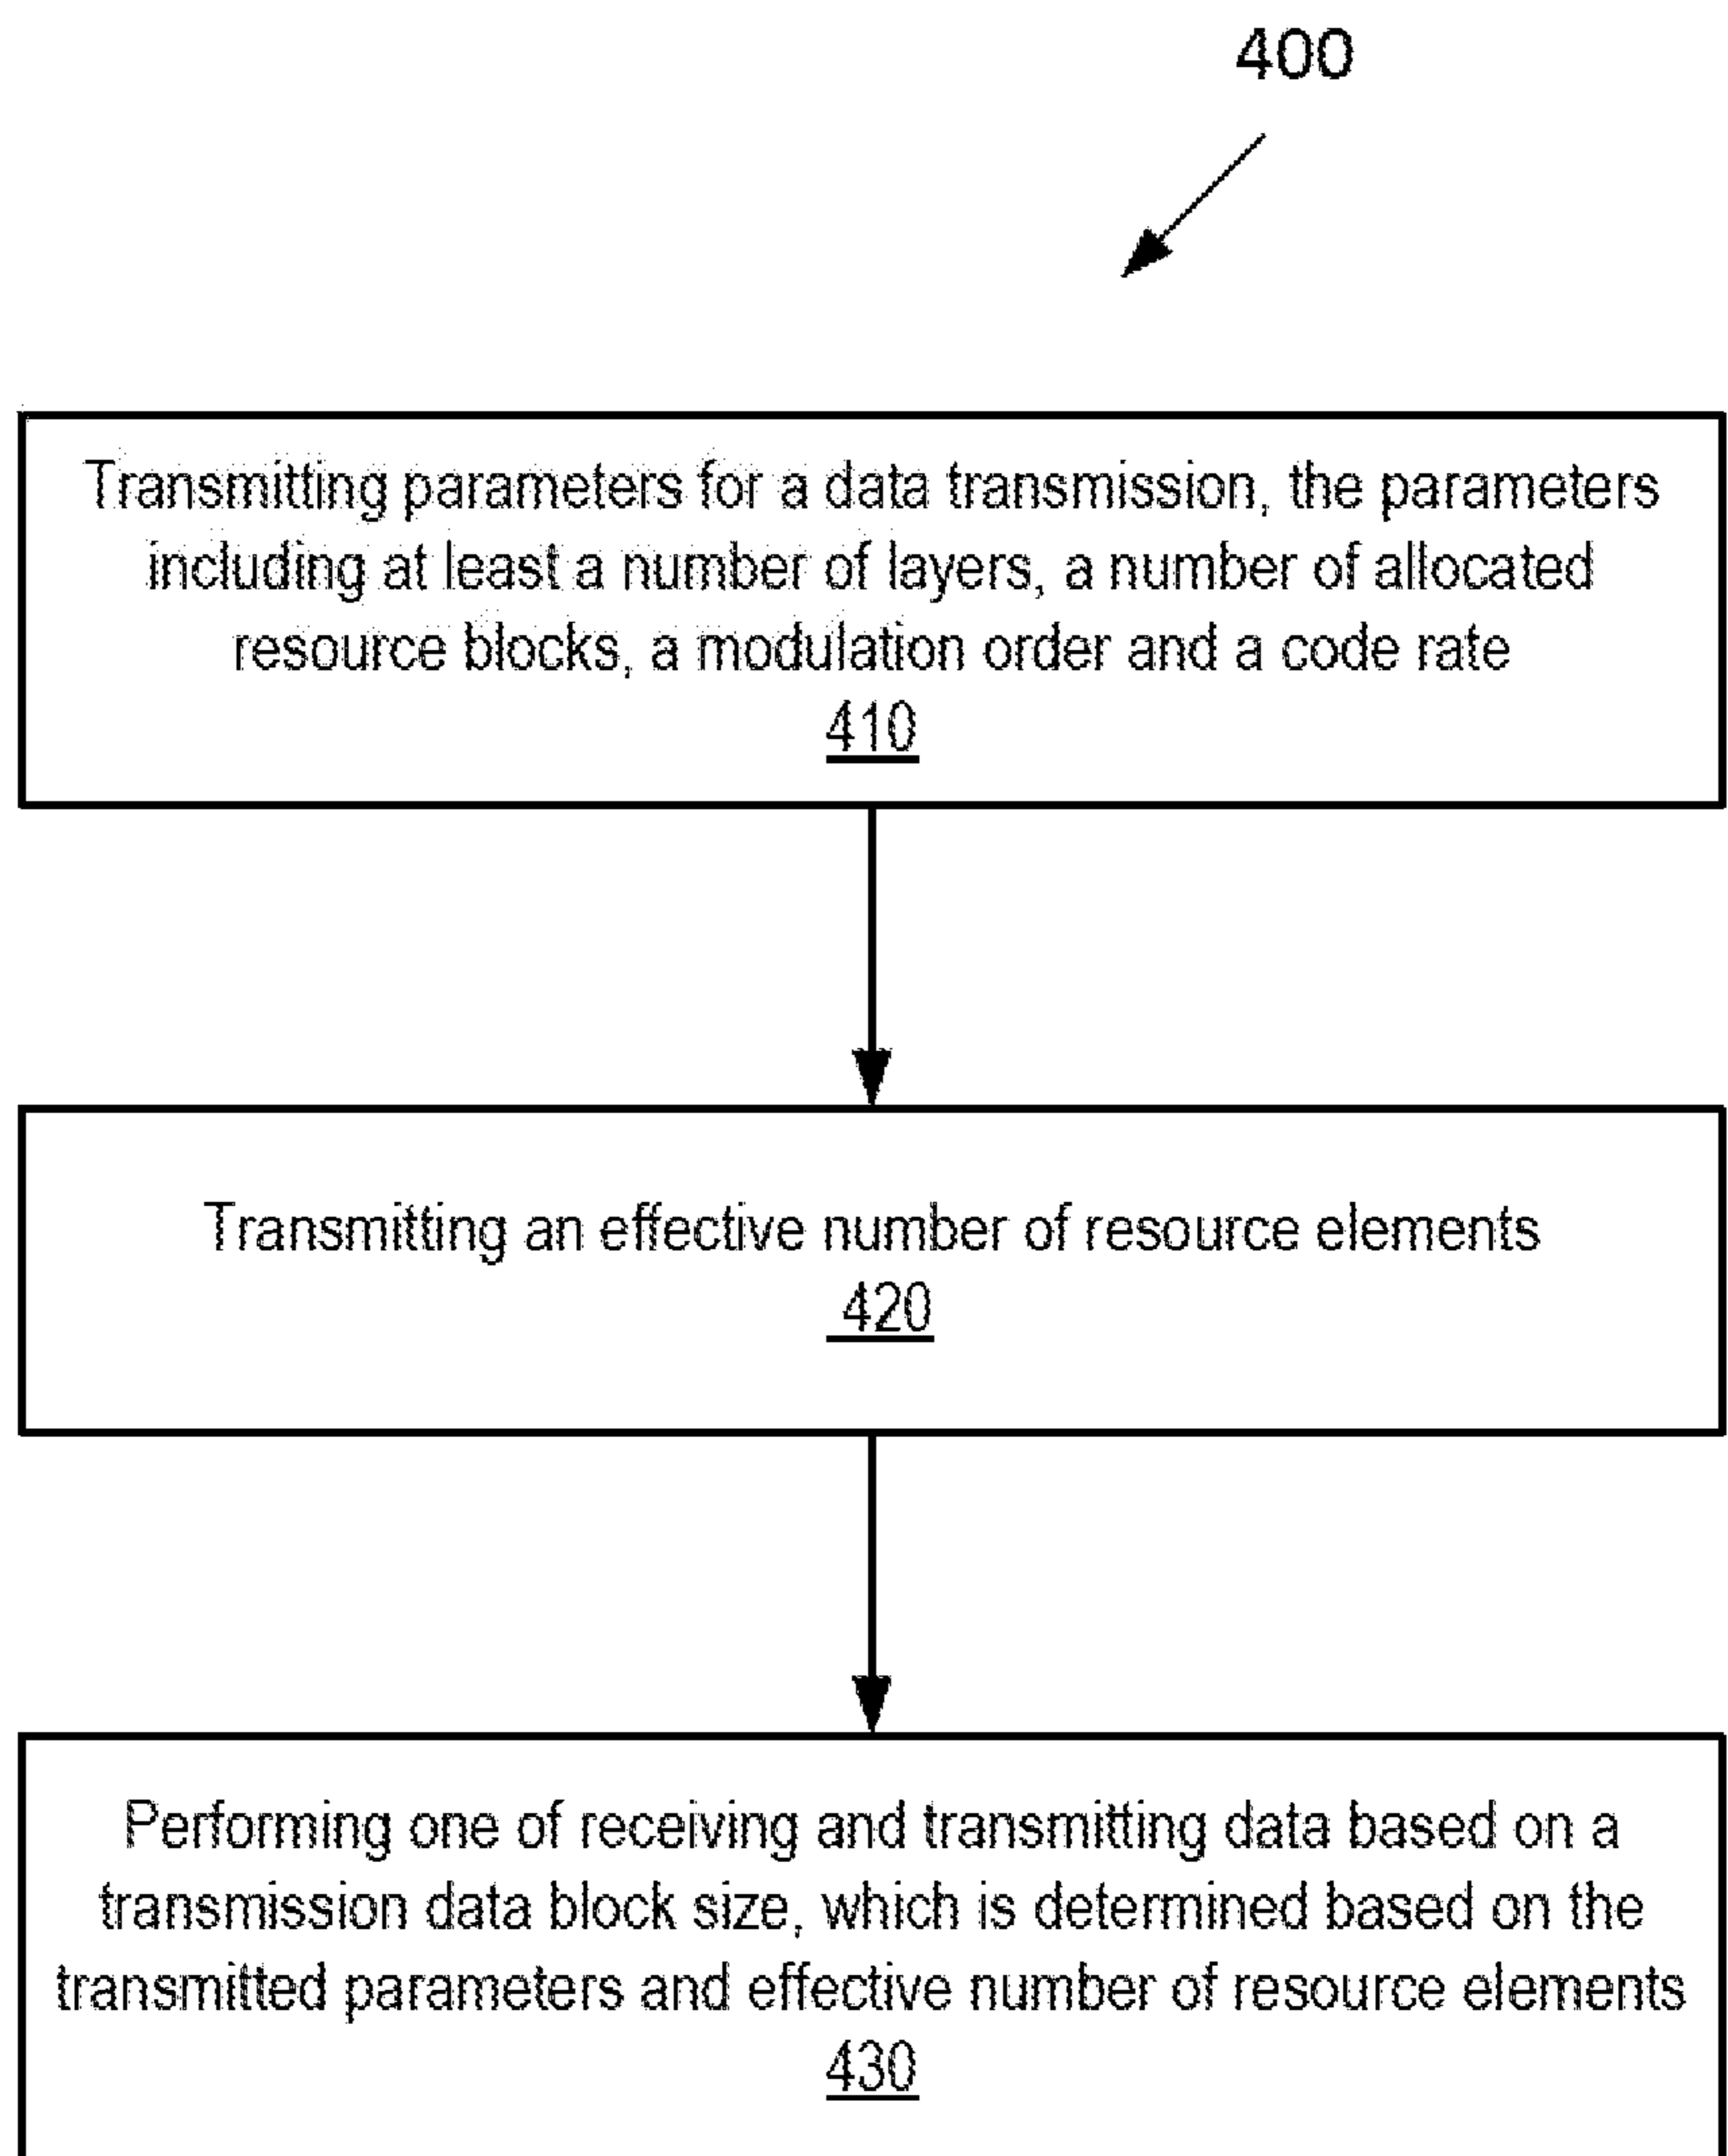 400
Transmitting parameters for a data transmission, the parameters
including at least a number of layers, a number of allocated
resource blocks, a modulation order and a code rate
410
Transmitting an effective number of resource elements
420
Performing one of receiving and transmitting data based on a
transmission data block size, which is determined based on the
transmitted parameters and effective number of resource elements
430